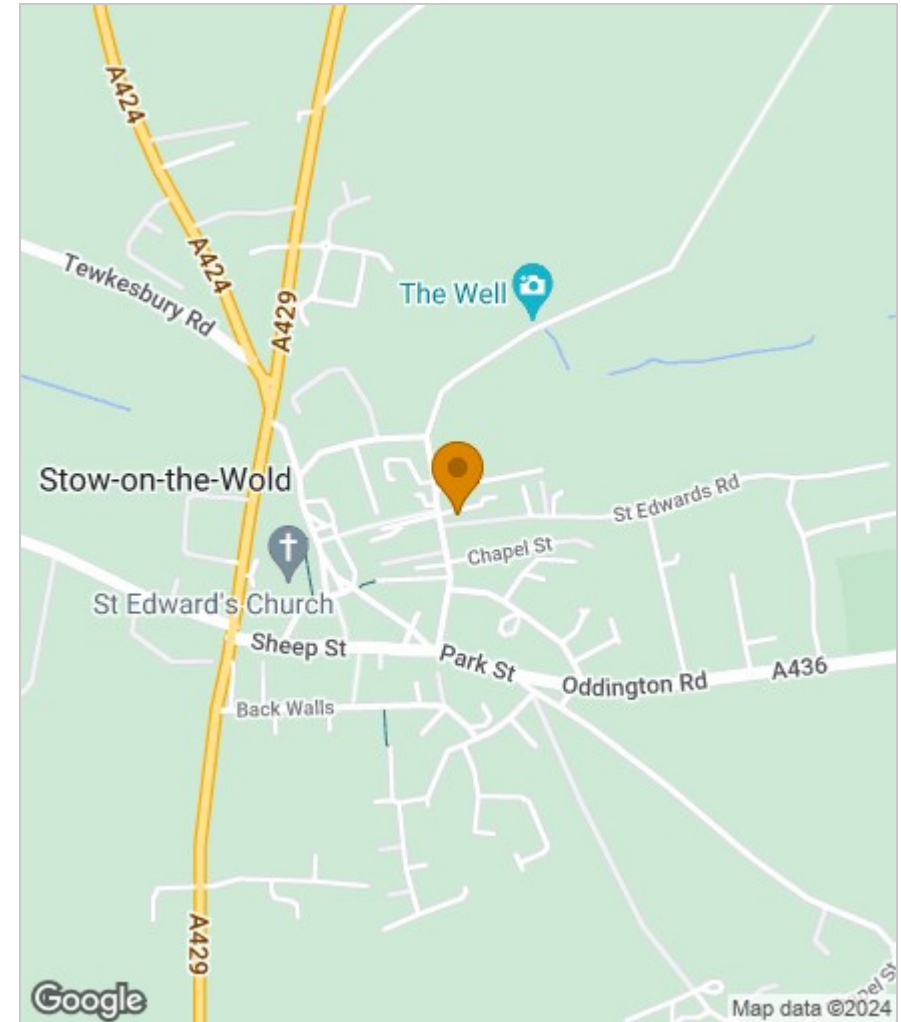 A424
A424
A429
Tewkesbury Rd
The Well
Stow-on-the-Wold
St Edwards Rd
Chapel St
St Edward's Church
Sheep St
Park St
Oddington Rd
A436
Back Walls
A429
Google
Map data ©2024